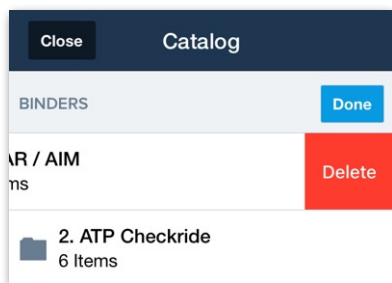 Close Catalog
BINDERS Done
AR / AIM
ms Delete
2. ATP Checkride
6 Items